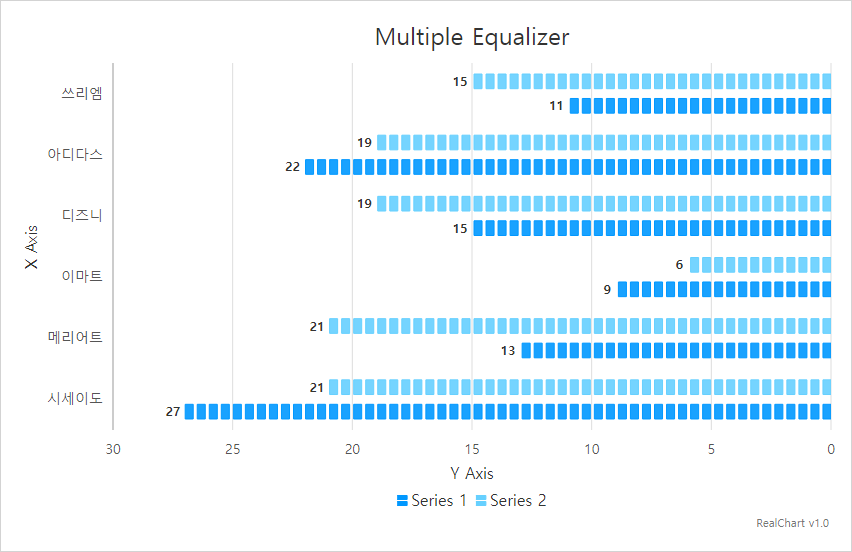 Multiple Equalizer
쓰리엠
15
11
아디다스
19
22
디즈니
19
15
이마트
6
9
메리어트
21
13
시세이도
21
27
X Axis
30 25 20 15 10 5 0
Y Axis
Series 1 Series 2
RealChart v1.0